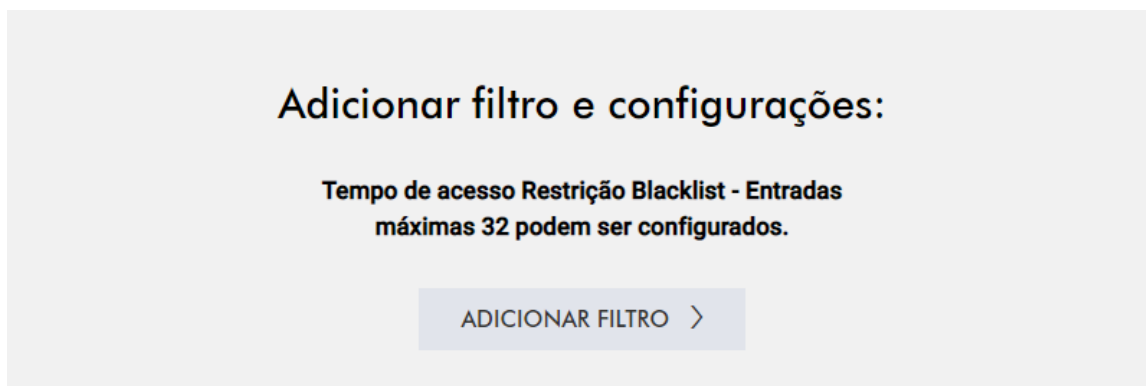 Adicionar filtro e configurações:
Tempo de acesso Restrição Blacklist - Entradas
máximas 32 podem ser configurados.
ADICIONAR FILTRO